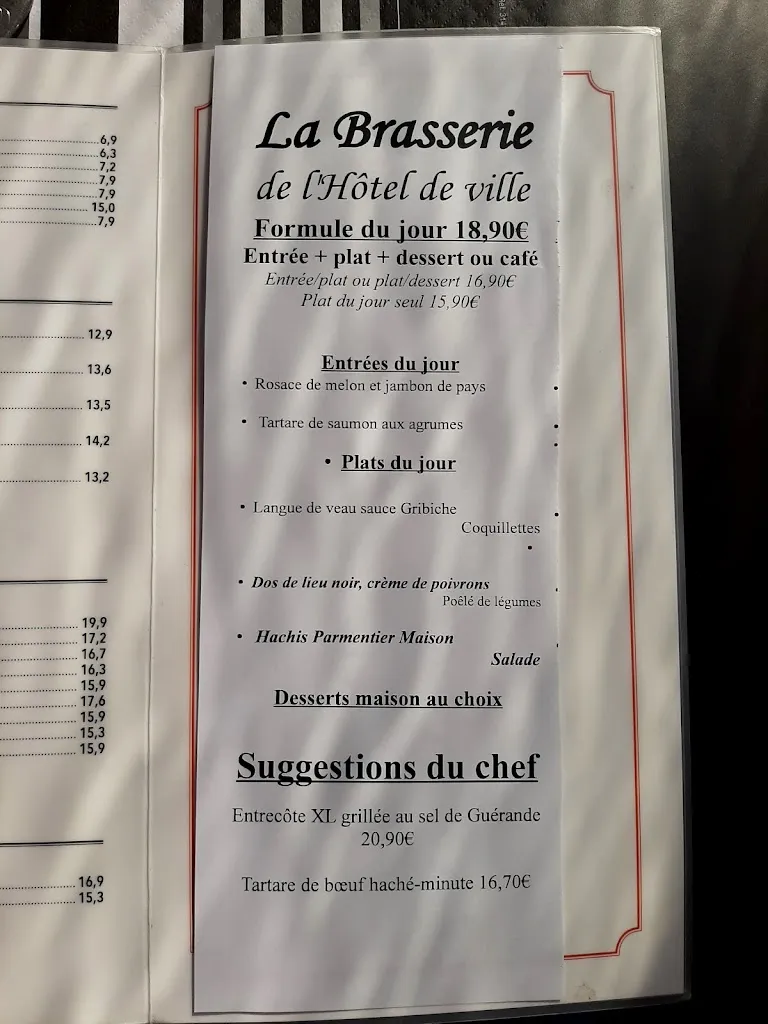 6,9
6,3
7,2
7,9
7,9
15,0
7,9
12,9
13,6
13,5
14,2
13,2
19,9
17,2
16,7
16,3
15,9
17,6
15,9
15,3
15,9
16,9
15,3
La Brasserie
de l'Hôtel de ville
Formule du jour 18,90€
Entrée + plat + dessert ou café
Entrée/plat ou plat/dessert 16,90€
Plat du jour seul 15,90€
Entrées du jour
• Rosace de melon et jambon de pays
• Tartare de saumon aux agrumes
• Plats du jour
• Langue de veau sauce Gribiche
Coquillettes
• Dos de lieu noir, crème de poivrons
Poêlé de légumes
• Hachis Parmentier Maison
Salade
Desserts maison au choix
Suggestions du chef
Entrecôte XL grillée au sel de Guérande
20,90€
Tartare de bœuf haché-minute 16,70€